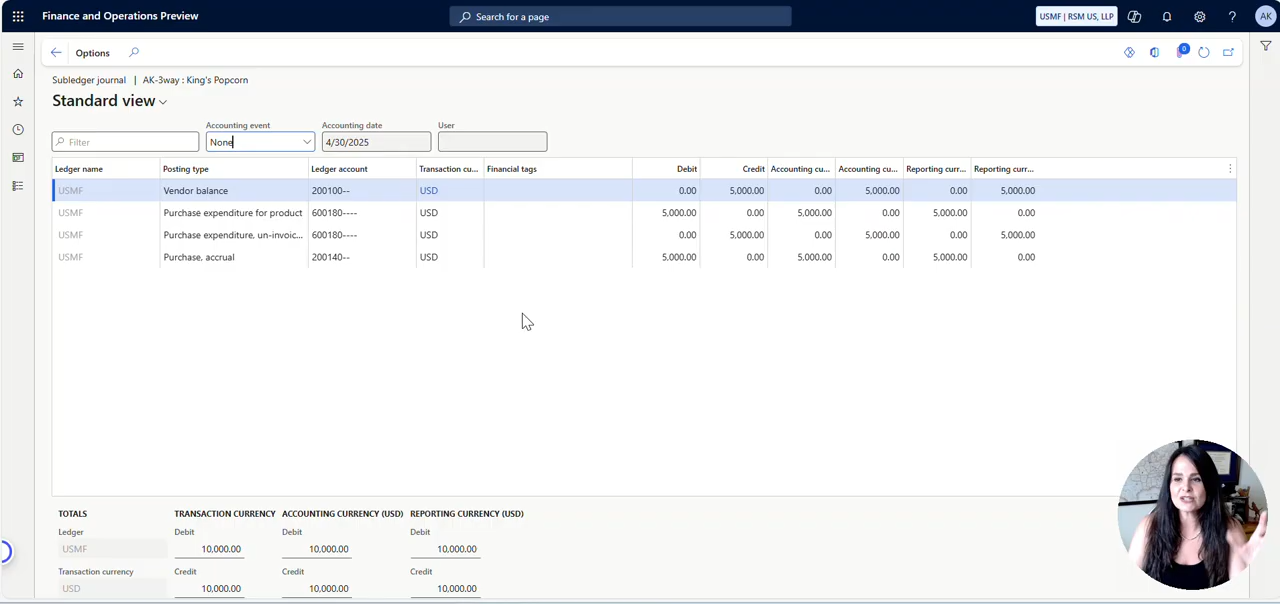 Finance and Operations Preview
Search for a page
USMF | RSM US, LLP
?
AK
Options
0
Subledger journal | AK-3way : King's Popcorn
Standard view
Accounting event Accounting date User
Filter None 4/30/2025
Ledger name Posting type Ledger account Transaction cu... Financial tags Debit Credit Accounting cu... Accounting cu... Reporting curr... Reporting curr...
USMF Vendor balance 200100-- USD 0.00 5,000.00 0.00 5,000.00 0.00 5,000.00
USMF Purchase expenditure for product 600180---- USD 5,000.00 0.00 5,000.00 0.00 5,000.00 0.00
USMF Purchase expenditure, un-invoic... 600180---- USD 0.00 5,000.00 0.00 5,000.00 0.00 5,000.00
USMF Purchase, accrual 200140-- USD 5,000.00 0.00 5,000.00 0.00 5,000.00 0.00
TOTALS TRANSACTION CURRENCY ACCOUNTING CURRENCY (USD) REPORTING CURRENCY (USD)
Ledger Debit Debit Debit
USMF 10,000.00 10,000.00 10,000.00
Transaction currency Credit Credit Credit
USD 10,000.00 10,000.00 10,000.00